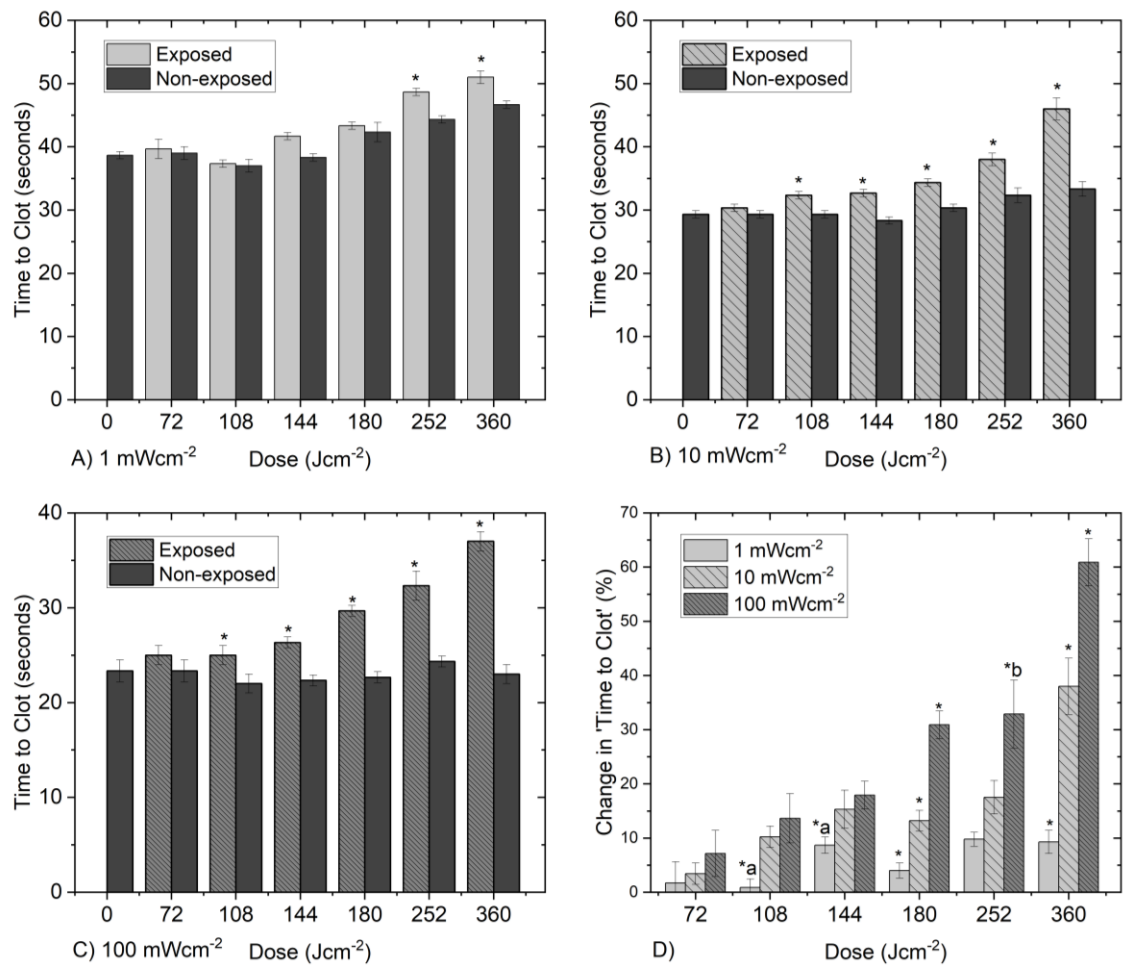 60
50
40
30
20
10
0
Time to Clot (seconds)
Exposed
Non-exposed
* *
0 72 108 144 180 252 360
A) 1 mWcm⁻² Dose (Jcm⁻²)
60
50
40
30
20
10
0
Time to Clot (seconds)
Exposed
Non-exposed
* * * * *
0 72 108 144 180 252 360
B) 10 mWcm⁻² Dose (Jcm⁻²)
40
30
20
10
0
Time to Clot (seconds)
Exposed
Non-exposed
* * * * *
0 72 108 144 180 252 360
C) 100 mWcm⁻² Dose (Jcm⁻²)
70
60
50
40
30
20
10
0
Change in 'Time to Clot' (%)
1 mWcm⁻²
10 mWcm⁻²
100 mWcm⁻²
*a *a * * * *b * * *
72 108 144 180 252 360
D) Dose (Jcm⁻²)